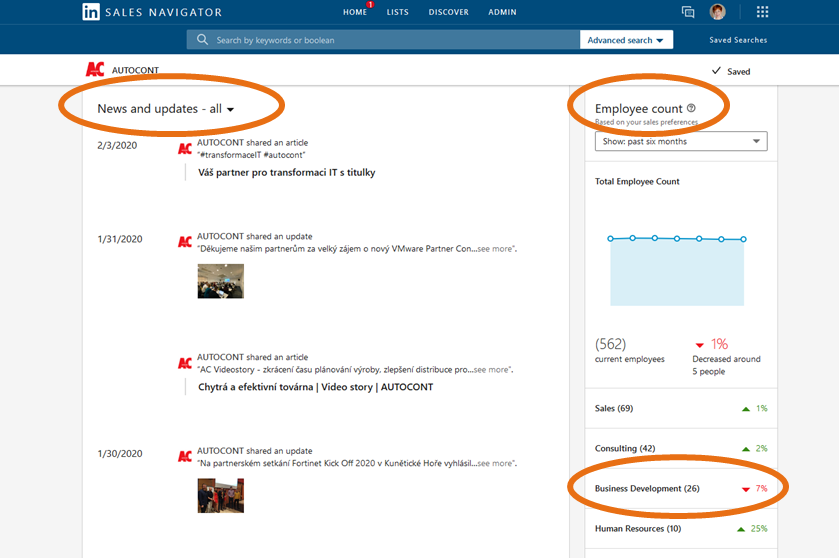 in SALES NAVIGATOR
HOME 1 LISTS DISCOVER ADMIN
Search by keywords or boolean
Advanced search
Saved Searches
AC AUTOCONT
Saved
News and updates - all
2/3/2020
AC AUTOCONT shared an article
"#transformaceIT #autocont"
Váš partner pro transformaci IT s titulky
1/31/2020
AC AUTOCONT shared an update
"Děkujeme našim partnerům za velký zájem o nový VMware Partner Con...see more".
AC AUTOCONT shared an article
"AC Videostory - zkrácení času plánování výroby, zlepšení distribuce pro...see more".
Chytrá a efektivní továrna | Video story | AUTOCONT
1/30/2020
AC AUTOCONT shared an update
"Na partnerském setkání Fortinet Kick Off 2020 v Kunětické Hoře vyhlásil...see more".
Employee count ?
Based on your sales preferences
Show: past six months
Total Employee Count
(562)
current employees
1%
Decreased around
5 people
Sales (69) 1%
Consulting (42) 2%
Business Development (26) 7%
Human Resources (10) 25%